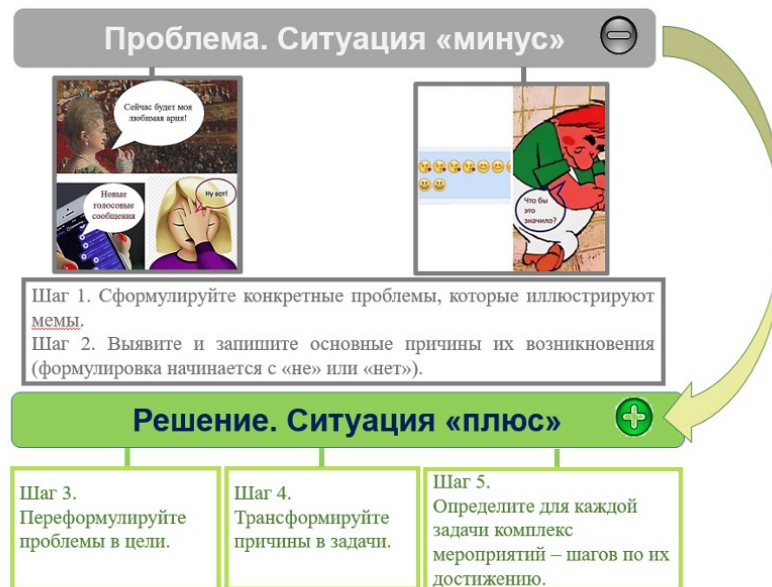 Проблема. Ситуация «минус»
Сейчас будет моя
любимая ария!
Новые
голосовые
сообщения
Ну вот!
Что бы
это
значило?
Шаг 1. Сформулируйте конкретные проблемы, которые иллюстрируют
мемы.
Шаг 2. Выявите и запишите основные причины их возникновения
(формулировка начинается с «не» или «нет»).
Решение. Ситуация «плюс»
Шаг 3.
Переформулируйте
проблемы в цели.
Шаг 4.
Трансформируйте
причины в задачи.
Шаг 5.
Определите для каждой
задачи комплекс
мероприятий – шагов по их
достижению.